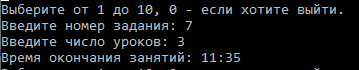 Выберите от 1 до 10, 0 - если хотите выйти.
Введите номер задания: 7
Введите число уроков: 3
Время окончания занятий: 11:35